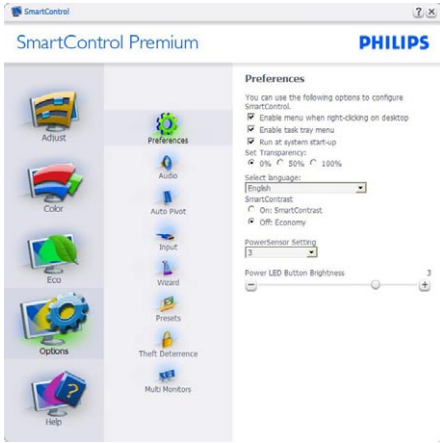 SmartControl
SmartControl Premium
PHILIPS
Adjust
Color
Eco
Options
Help
Preferences
Audio
Auto Pivot
Input
Wizard
Presets
Theft Deterrence
Multi Monitors
Preferences
You can use the following options to configure
SmartControl.
Enable menu when right-clicking on desktop
Enable task tray menu
Run at system start-up
Set Transparency:
0% 50% 100%
Select language:
English
SmartContrast
On: SmartContrast
Off: Economy
PowerSensor Setting
3
Power LED Button Brightness 3